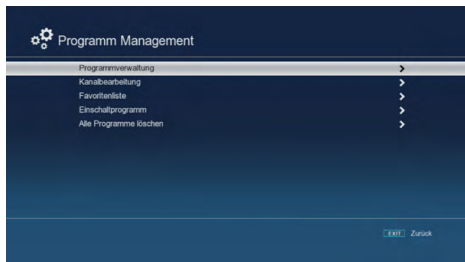 Programm Management
Programmverwaltung
Kanalbearbeitung
Favoritenliste
Einschaltprogramm
Alle Programme löschen
EXIT Zurück